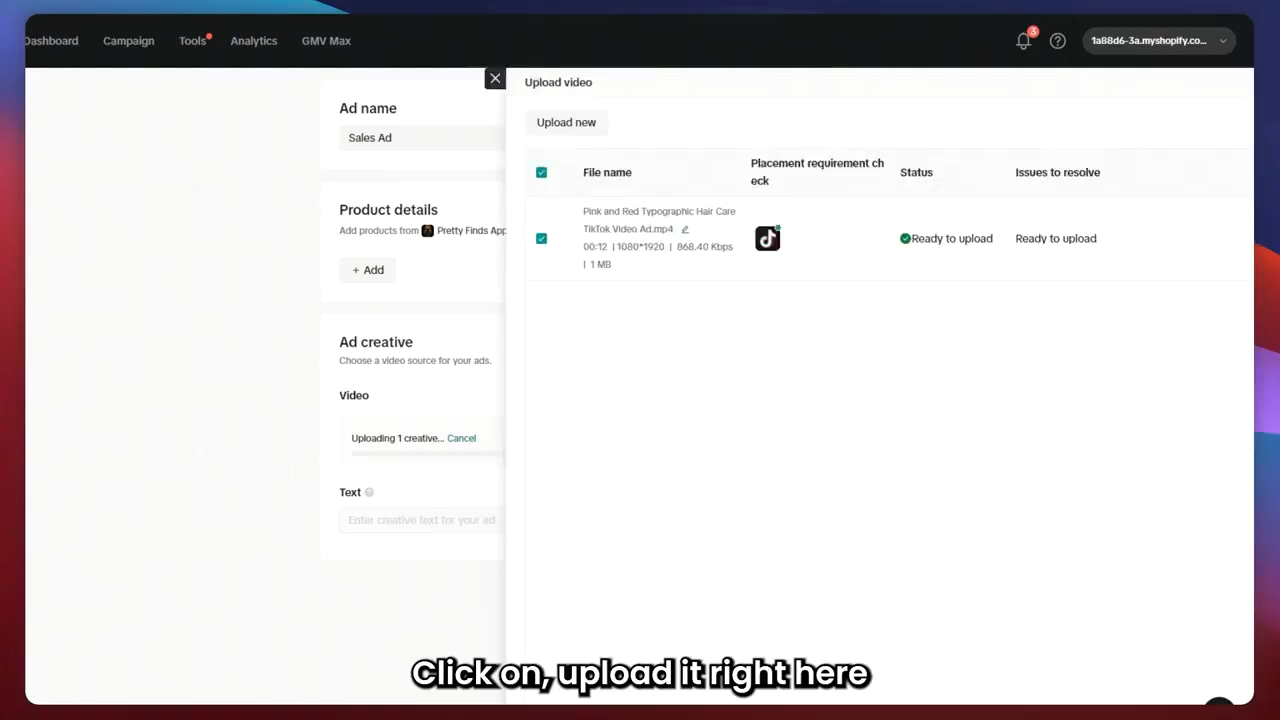 Dashboard
Campaign
Tools
Analytics
GMV Max
3
1a88d6-3a.myshopify.co...
Ad name
Sales Ad
Product details
Add products from Pretty Finds App
+ Add
Ad creative
Choose a video source for your ads.
Video
Uploading 1 creative... Cancel
Text
Enter creative text for your ad
Upload video
Upload new
File name
Placement requirement ch
eck
Status
Issues to resolve
Pink and Red Typographic Hair Care
TikTok Video Ad.mp4
00:12 | 1080*1920 | 868.40 Kbps
| 1 MB
Ready to upload
Ready to upload
Click on, upload it right here